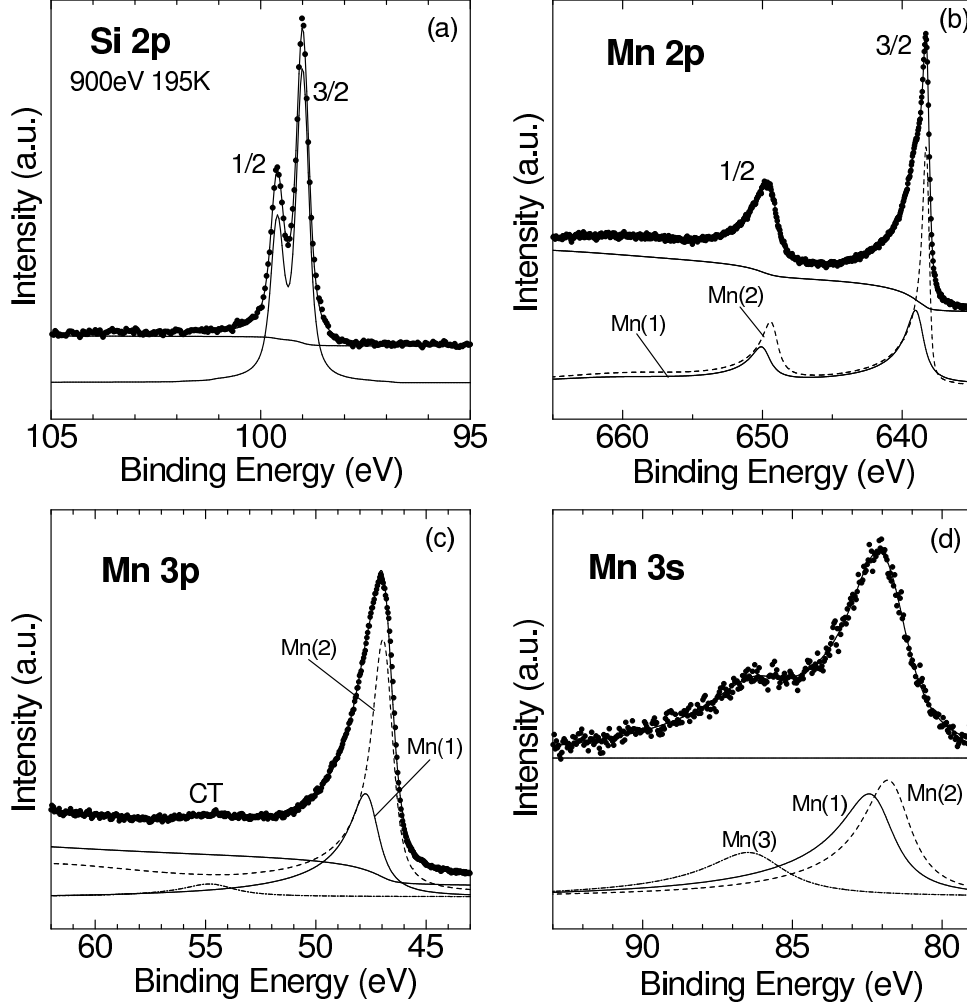 (a)
Si 2p
900eV 195K
3/2
1/2
Intensity (a.u.)
105 100 95
Binding Energy (eV)
(b)
Mn 2p
3/2
1/2
Mn(2)
Mn(1)
Intensity (a.u.)
660 650 640
Binding Energy (eV)
(c)
Mn 3p
Mn(2)
Mn(1)
CT
Intensity (a.u.)
60 55 50 45
Binding Energy (eV)
(d)
Mn 3s
Mn(1)
Mn(2)
Mn(3)
Intensity (a.u.)
90 85 80
Binding Energy (eV)